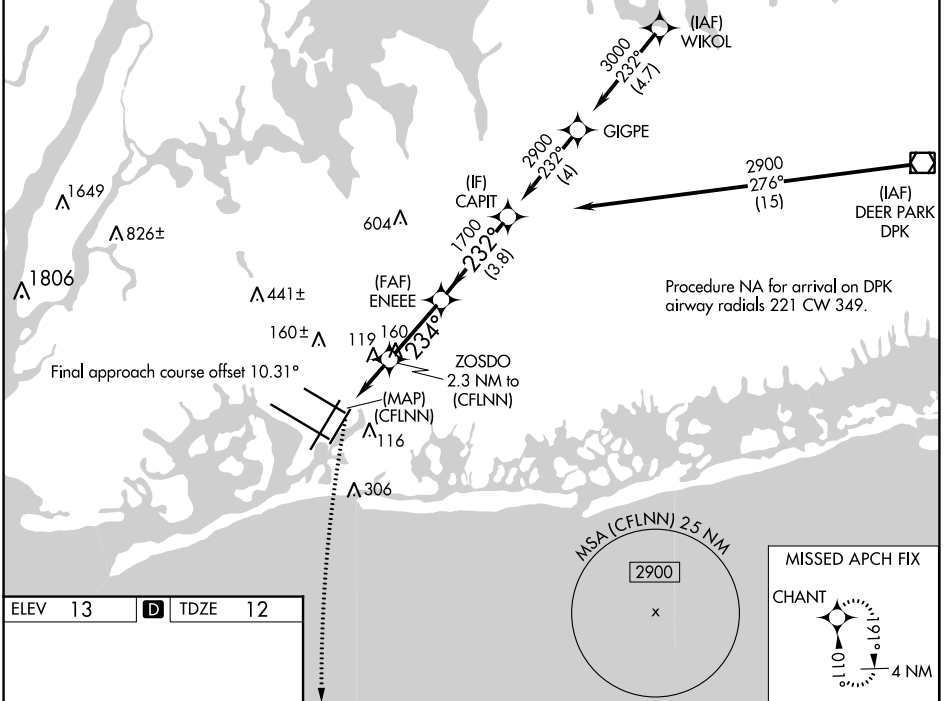 (IAF)
WIKOL
3000
232°
(4.7)
GIGPE
2900
232°
(4)
2900
276°
(15)
(IAF)
DEER PARK
DPK
(IF)
CAPIT
1649
604
826±
1700
232°
(3.8)
1806
441±
(FAF)
ENEEE
Procedure NA for arrival on DPK
airway radials 221 CW 349.
160±
119
160
234°
ZOSDO
2.3 NM to
(CFLNN)
Final approach course offset 10.31°
(MAP)
(CFLNN)
116
306
MSA (CFLNN) 25 NM
2900
x
MISSED APCH FIX
CHANT
191°
011°
4 NM
ELEV 13 D TDZE 12